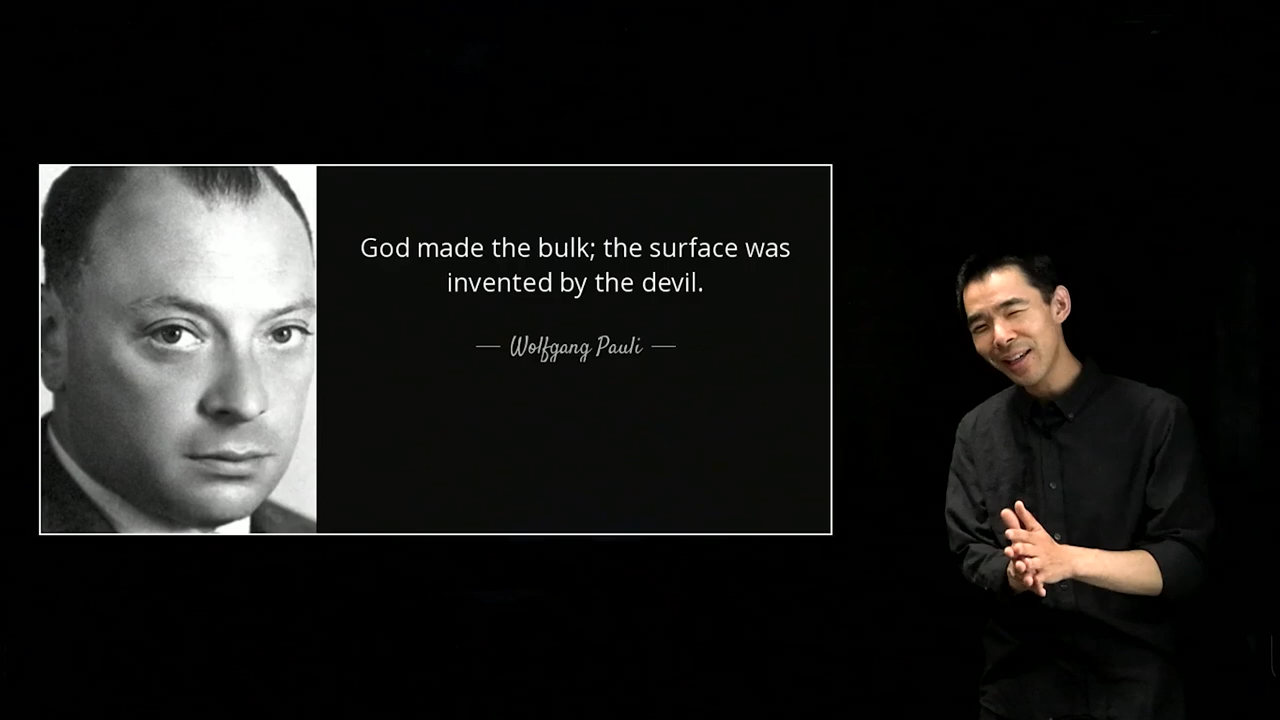 God made the bulk; the surface was
invented by the devil.
Wolfgang Pauli